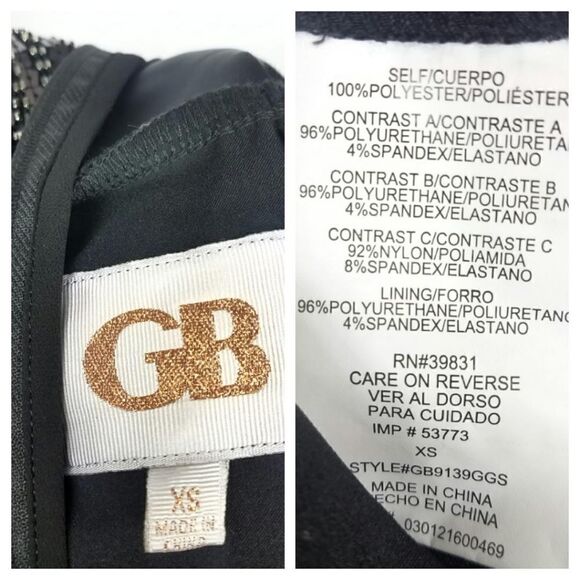 GB
XS
MADE IN
CHINA
SELF/CUERPO
100%POLYESTER/POLIÉSTER
CONTRAST A/CONTRASTE A
96%POLYURETHANE/POLIURETA
4%SPANDEX/ELASTANO
CONTRAST B/CONTRASTE B
96%POLYURETHANE/POLIURETAN
4%SPANDEX/ELASTANO
CONTRAST C/CONTRASTE C
92%NYLON/POLIAMIDA
8%SPANDEX/ELASTANO
LINING/FORRO
96%POLYURETHANE/POLIURETANO
4%SPANDEX/ELASTANO
RN#39831
CARE ON REVERSE
VER AL DORSO
PARA CUIDADO
IMP # 53773
XS
STYLE#GB9139GGS
MADE IN CHINA
ECHO EN CHINA
030121600469